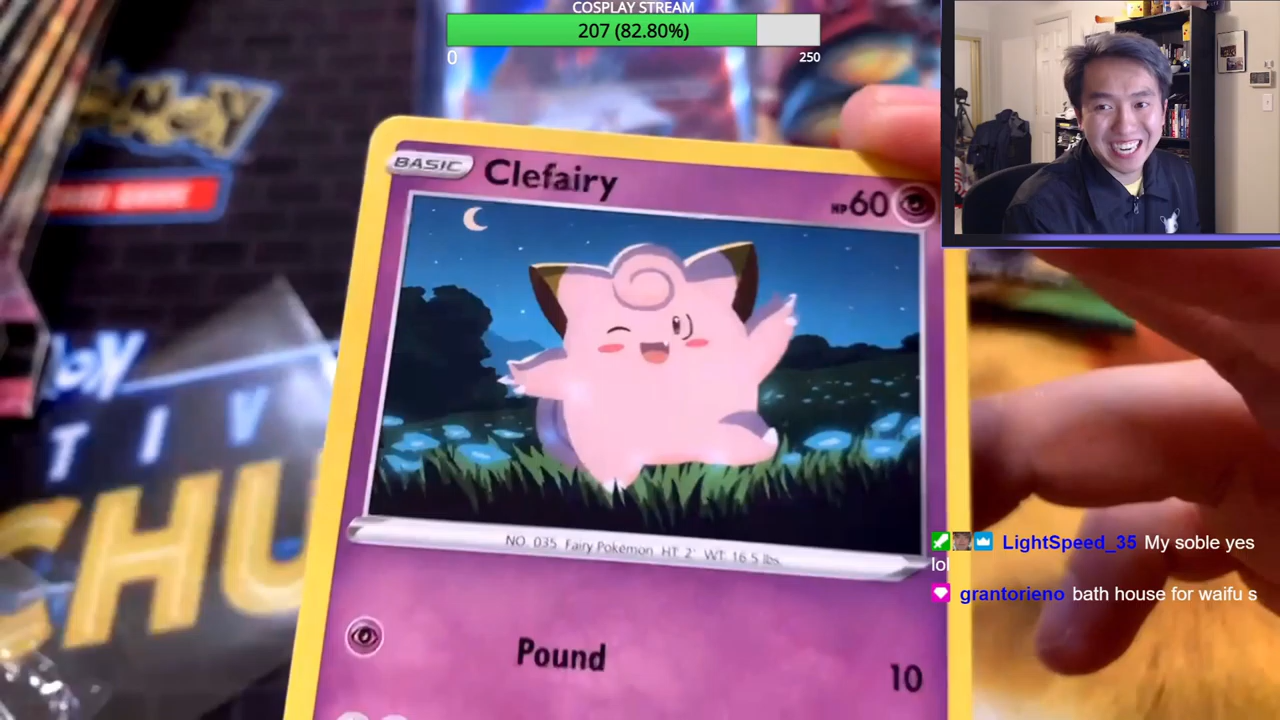 COSPLAY STREAM
207 (82.80%)
0
250
BASIC
Clefairy
HP60
NO. 035 Fairy Pokémon HT: 2' WT: 16.5 lbs.
LightSpeed_35 My soble yes
lol
grantorieno bath house for waifu s
Pound
10
T I V
CHU